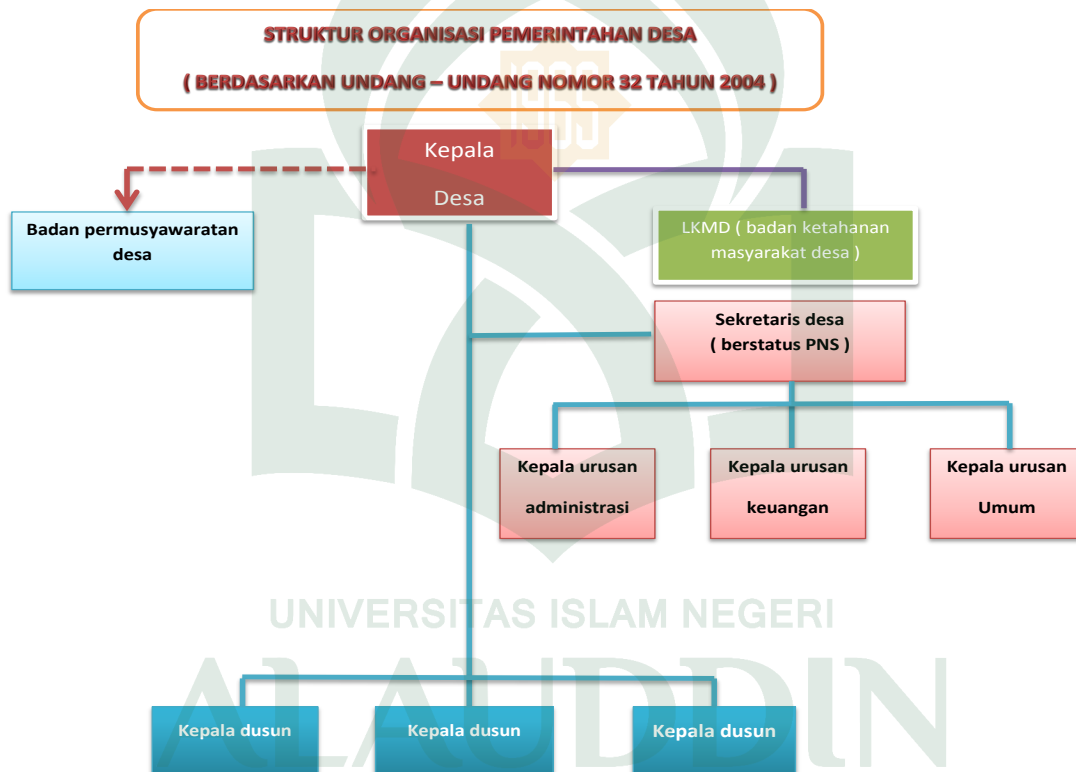 STRUKTUR ORGANISASI PEMERINTAHAN DESA
( BERDASARKAN UNDANG – UNDANG NOMOR 32 TAHUN 2004 )
1965
Kepala
Desa
Badan permusyawaratan
desa
LKMD ( badan ketahanan
masyarakat desa )
Sekretaris desa
( berstatus PNS )
Kepala urusan
administrasi
Kepala urusan
keuangan
Kepala urusan
Umum
UNIVERSITAS ISLAM NEGERI
ALAUDDIN
Kepala dusun
Kepala dusun
Kepala dusun